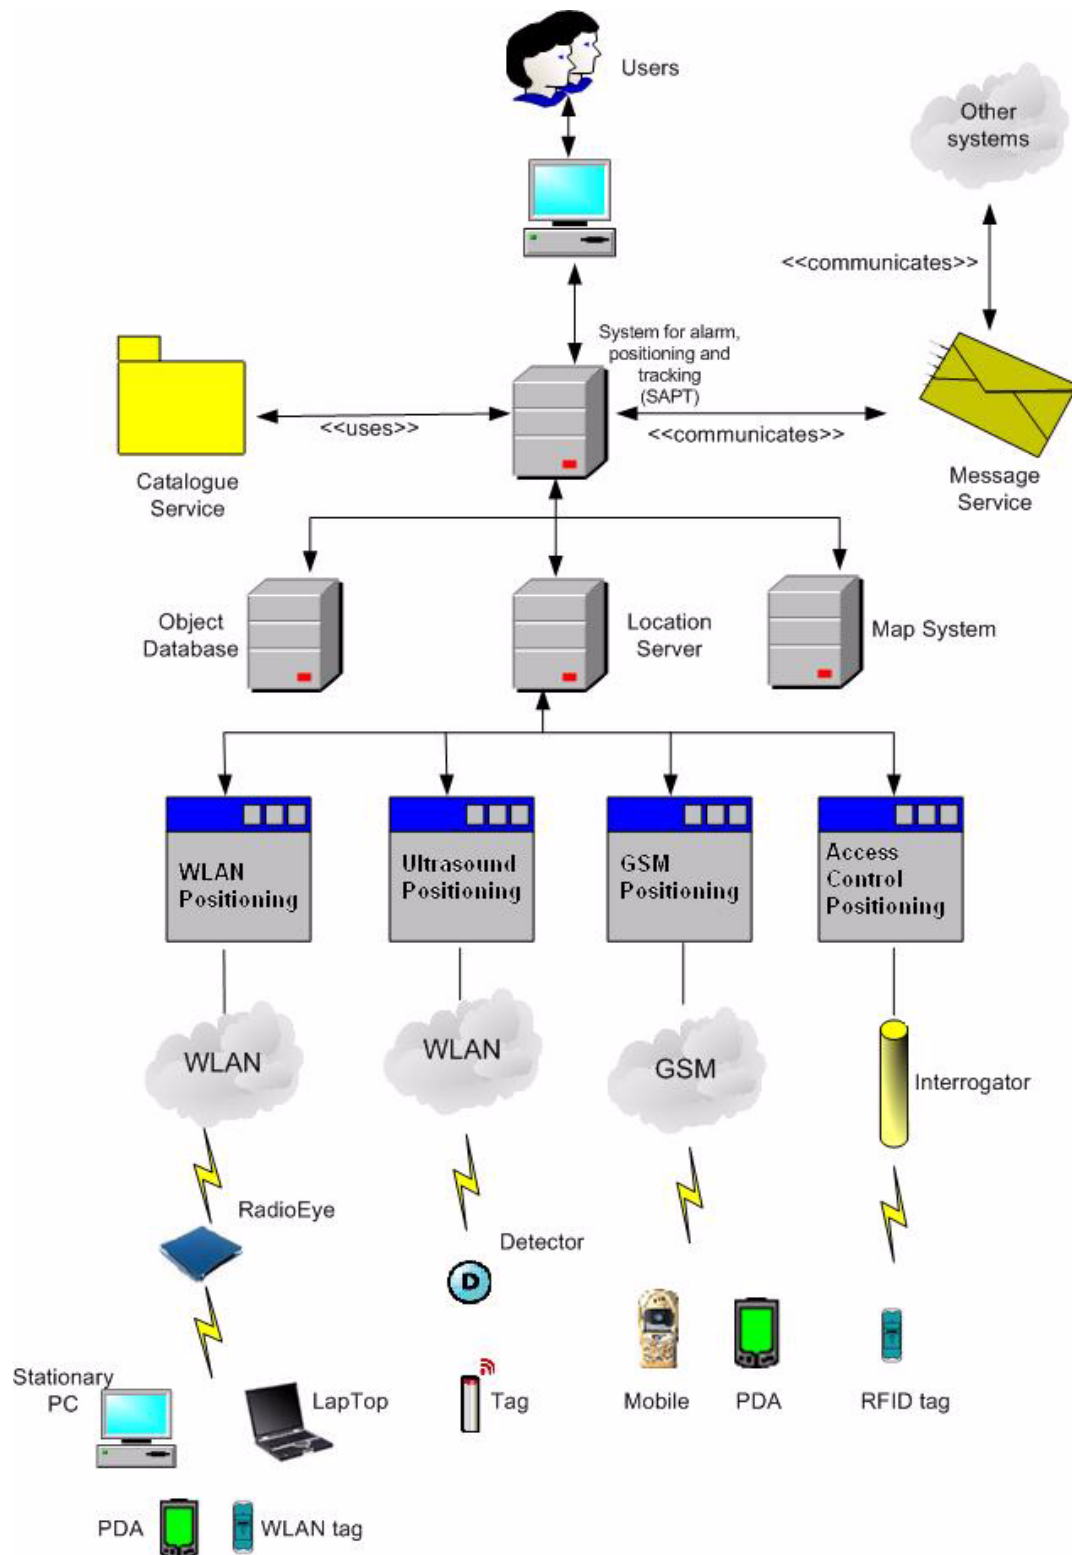 Users
Other
systems
<<communicates>>
System for alarm,
positioning and
tracking
(SAPT)
<<uses>>
<<communicates>>
Catalogue
Service
Message
Service
Object
Database
Location
Server
Map System
WLAN
Positioning
Ultrasound
Positioning
GSM
Positioning
Access
Control
Positioning
WLAN
WLAN
GSM
Interrogator
RadioEye
Detector
D
Stationary
PC
LapTop
Tag
Mobile
PDA
RFID tag
PDA
WLAN tag